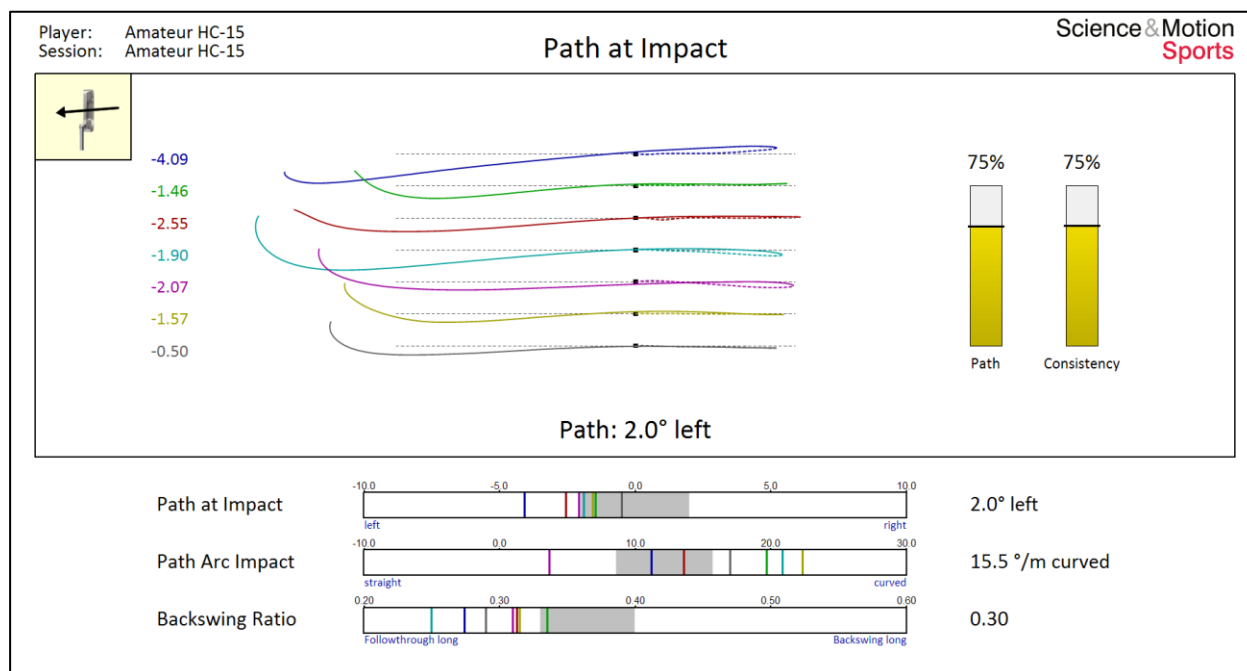 Player: Amateur HC-15
Session: Amateur HC-15
Path at Impact
Science&Motion
Sports
-4.09
-1.46
-2.55
-1.90
-2.07
-1.57
-0.50
75% 75%
Path Consistency
Path: 2.0° left
-10.0 -5,0 0,0 5,0 10.0
Path at Impact 2.0° left
left right
-10.0 0.0 10.0 20.0 30.0
Path Arc Impact 15.5 °/m curved
straight curved
0.20 0.30 0.40 0.50 0.60
Backswing Ratio 0.30
Followthrough long Backswing long